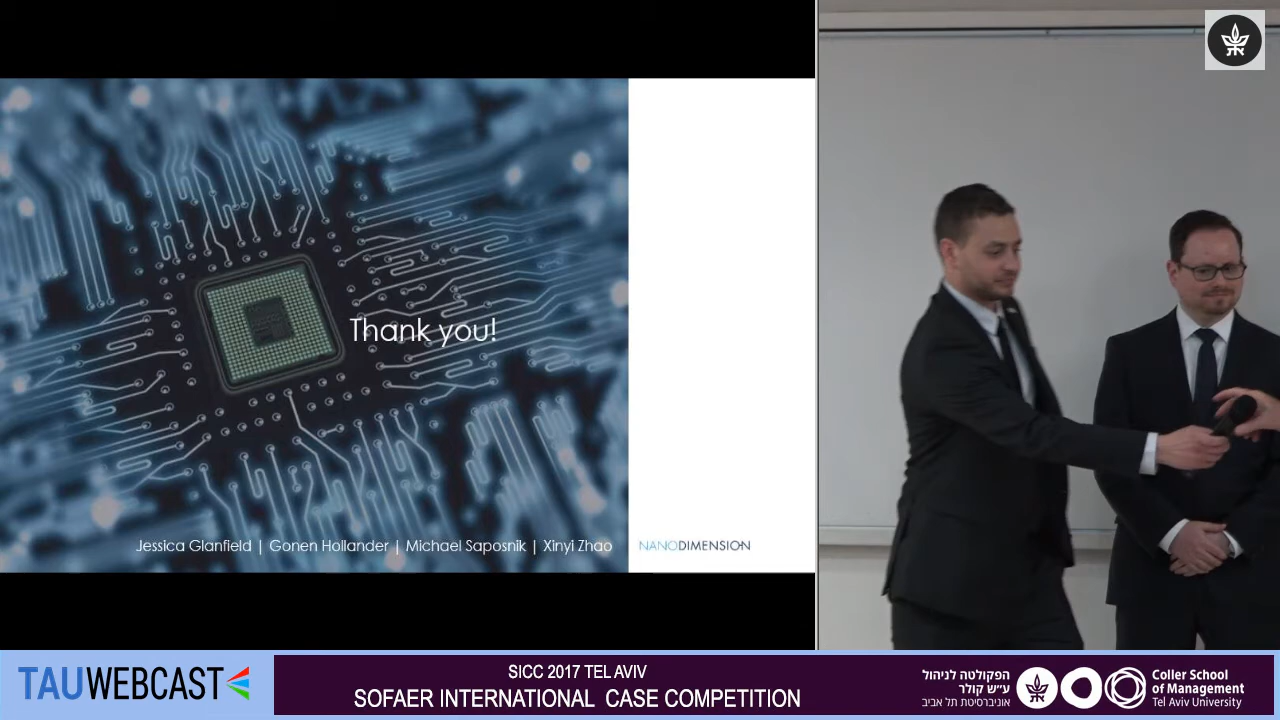 Thank you!
Jessica Glanfield | Gonen Hollander | Michael Saposnik | Xinyi Zhao
NANODIMENSION
TAUWEBCAST
SICC 2017 TEL AVIV
SOFAER INTERNATIONAL CASE COMPETITION
הפקולטה לניהול
ע״ש קולר
אוניברסיטת תל אביב
Coller School
of Management
Tel Aviv University